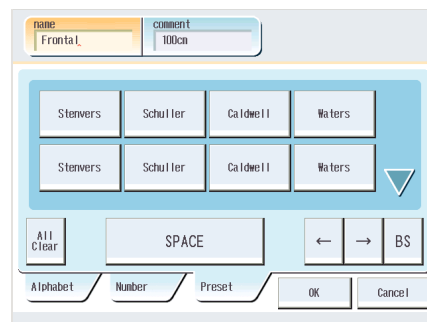 name comment
Frontal 100cm
Stenvers Schuller Caldwell Waters
Stenvers Schuller Caldwell Waters
All Clear SPACE ← → BS
Alphabet Number Preset OK Cancel